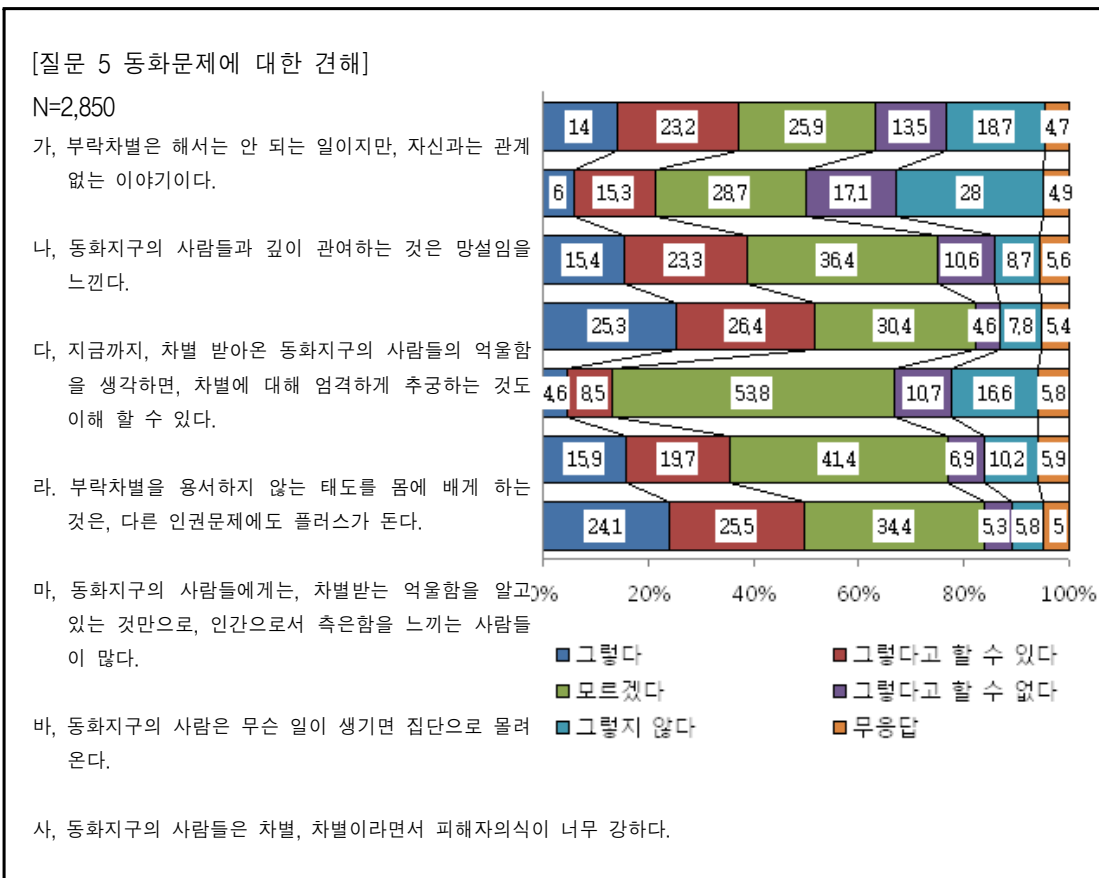 [질문 5 동화문제에 대한 견해]
N=2,850
가, 부락차별은 해서는 안 되는 일이지만, 자신과는 관계
없는 이야기이다.
나, 동화지구의 사람들과 깊이 관여하는 것은 망설임을
느낀다.
다, 지금까지, 차별 받아온 동화지구의 사람들의 억울함
을 생각하면, 차별에 대해 엄격하게 추궁하는 것도
이해 할 수 있다.
라. 부락차별을 용서하지 않는 태도를 몸에 배게 하는
것은, 다른 인권문제에도 플러스가 돈다.
마, 동화지구의 사람들에게는, 차별받는 억울함을 알고
있는 것만으로, 인간으로서 측은함을 느끼는 사람들
이 많다.
바, 동화지구의 사람은 무슨 일이 생기면 집단으로 몰려
온다.
사, 동화지구의 사람들은 차별, 차별이라면서 피해자의식이 너무 강하다.
14 23,2 25,9 13,5 18,7 4,7
6 15,3 28,7 17,1 28 4,9
15,4 23,3 36,4 10,6 8,7 5,6
25,3 26,4 30,4 4,6 7,8 5,4
4,6 8,5 53,8 10,7 16,6 5,8
15,9 19,7 41,4 6,9 10,2 5,9
24,1 25,5 34,4 5,3 5,8 5
0% 20% 40% 60% 80% 100%
그렇다 그렇다고 할 수 있다
모르겠다 그렇다고 할 수 없다
그렇지 않다 무응답